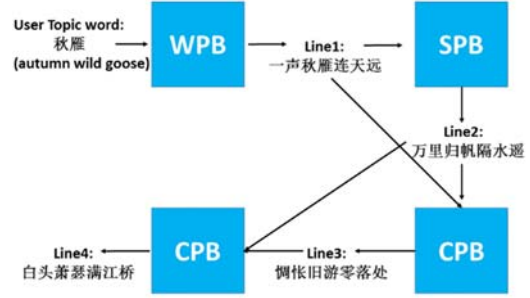 User Topic word:
秋雁
(autumn wild goose)
WPB
Line1:
一声秋雁连天远
SPB
Line2:
万里归帆隔水遥
CPB
Line3:
惆怅旧游零落处
CPB
Line4:
白头萧瑟满江桥